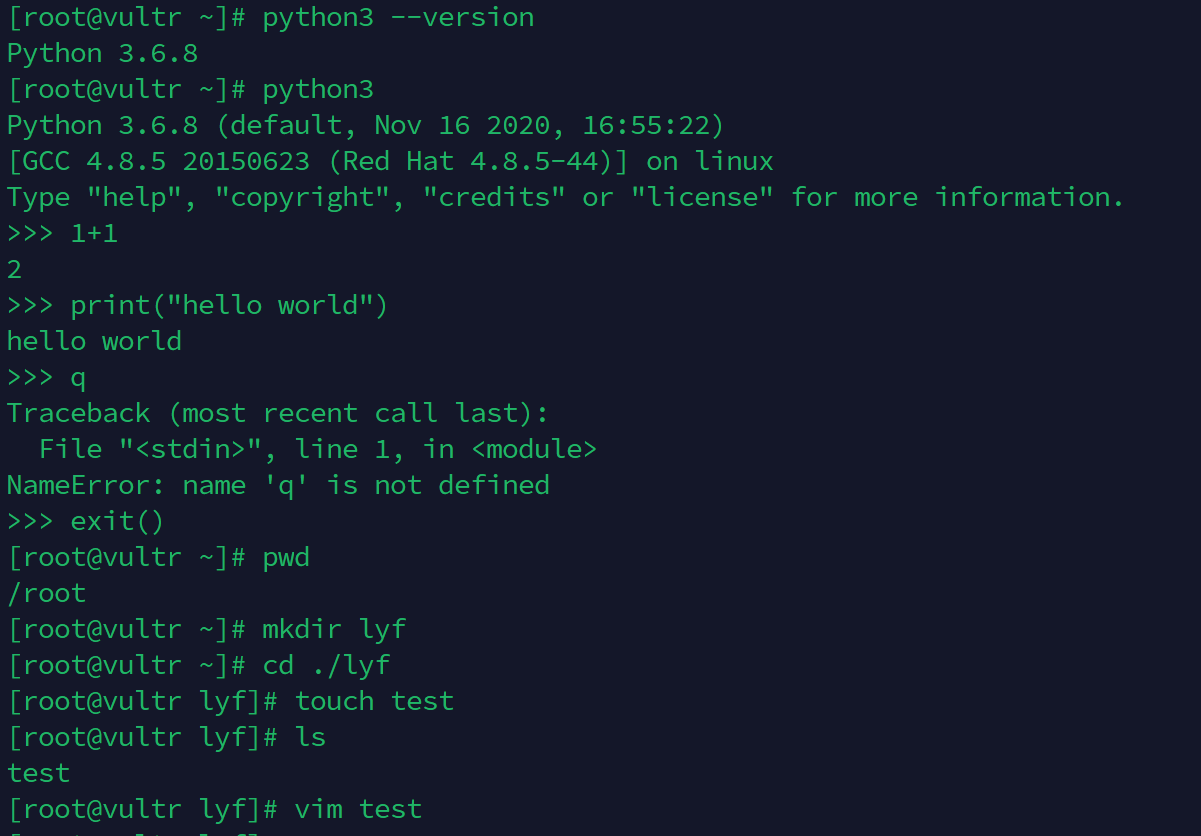 [root@vultr ~]# python3 --version
Python 3.6.8
[root@vultr ~]# python3
Python 3.6.8 (default, Nov 16 2020, 16:55:22)
[GCC 4.8.5 20150623 (Red Hat 4.8.5-44)] on linux
Type "help", "copyright", "credits" or "license" for more information.
>>> 1+1
2
>>> print("hello world")
hello world
>>> q
Traceback (most recent call last):
  File "<stdin>", line 1, in <module>
NameError: name 'q' is not defined
>>> exit()
[root@vultr ~]# pwd
/root
[root@vultr ~]# mkdir lyf
[root@vultr ~]# cd ./lyf
[root@vultr lyf]# touch test
[root@vultr lyf]# ls
test
[root@vultr lyf]# vim test